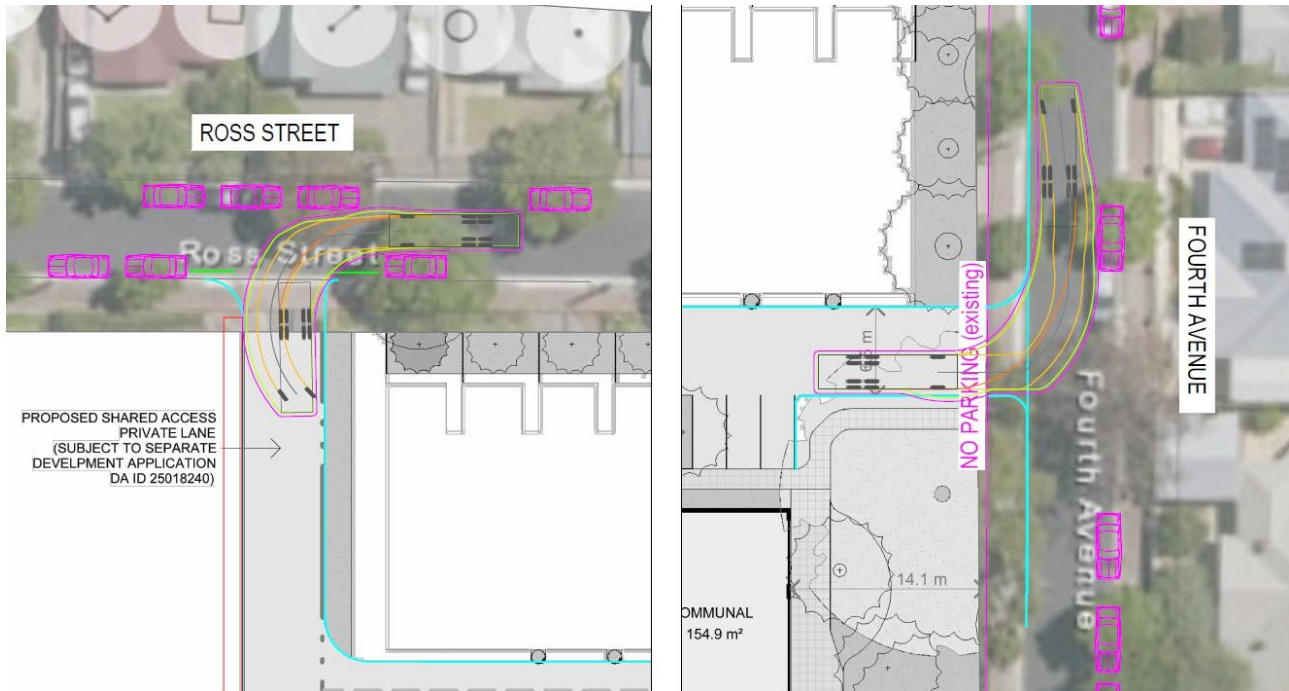 ROSS STREET
Ross Street
PROPOSED SHARED ACCESS
PRIVATE LANE
(SUBJECT TO SEPARATE
DEVELPMENT APPLICATION
DA ID 25018240)
NO PARKING (existing)
FOURTH AVENUE
Fourth Avenue
14.1 m
OMMUNAL
154.9 m²